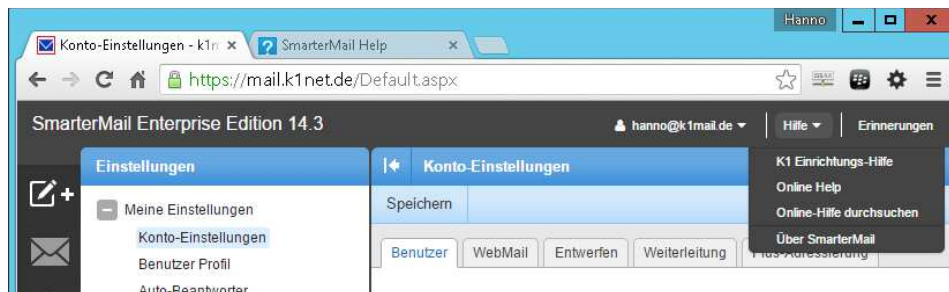 Hanno
Konto-Einstellungen - k1n
SmarterMail Help
https://mail.k1net.de/Default.aspx
SmarterMail Enterprise Edition 14.3
hanno@k1mail.de
Hilfe
Erinnerungen
Einstellungen
Konto-Einstellungen
K1 Einrichtungs-Hilfe
Online Help
Online-Hilfe durchsuchen
Über SmarterMail
Meine Einstellungen
Speichern
Konto-Einstellungen
Benutzer Profil
Auto-Beantworter
Benutzer
WebMail
Entwerfen
Weiterleitung
Plus-Adressierung